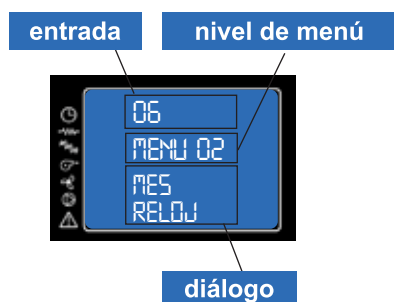 entrada
nivel de menú
06
MENU 02
MES
RELOJ
diálogo